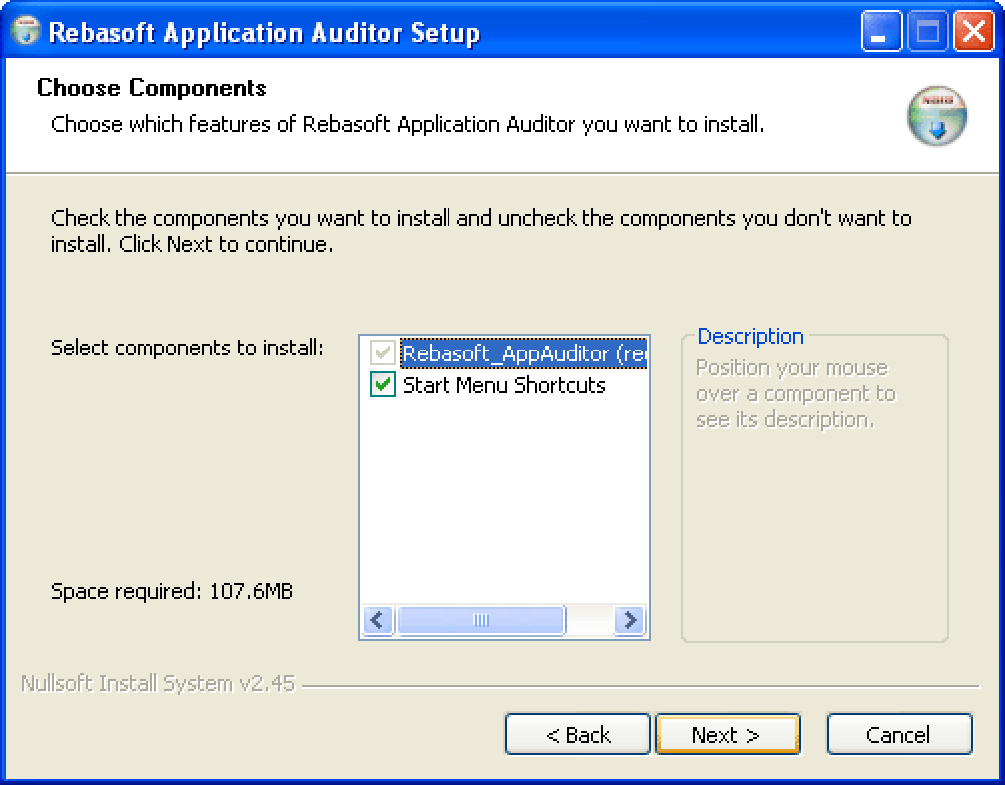 Rebasoft Application Auditor Setup
Choose Components
Choose which features of Rebasoft Application Auditor you want to install.
Check the components you want to install and uncheck the components you don't want to
install. Click Next to continue.
Select components to install:
Rebasoft_AppAuditor (re
Start Menu Shortcuts
Description
Position your mouse
over a component to
see its description.
Space required: 107.6MB
Nullsoft Install System v2.45
< Back
Next >
Cancel